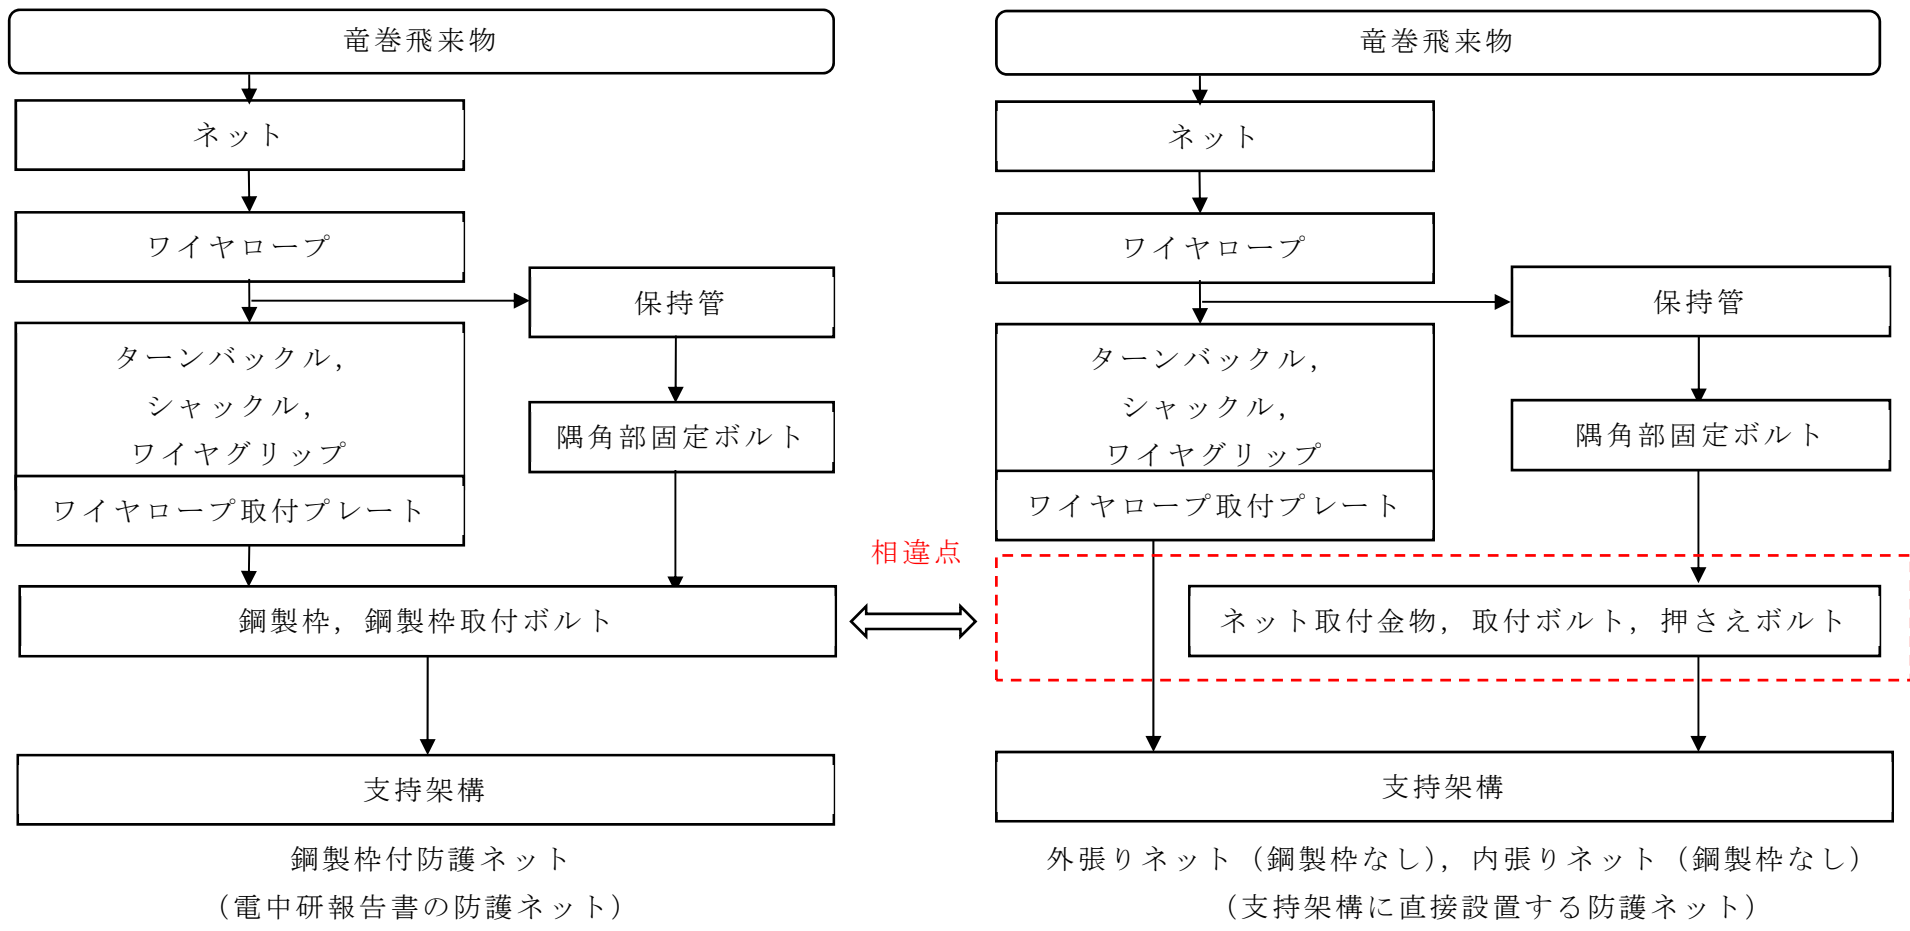 竜巻飛来物
ネット
ワイヤロープ
保持管
ターンバックル,
シャックル,
ワイヤグリップ
隅角部固定ボルト
ワイヤロープ取付プレート
鋼製枠, 鋼製枠取付ボルト
支持架構
鋼製枠付防護ネット
(電中研報告書の防護ネット)
相違点
竜巻飛来物
ネット
ワイヤロープ
保持管
ターンバックル,
シャックル,
ワイヤグリップ
隅角部固定ボルト
ワイヤロープ取付プレート
ネット取付金物, 取付ボルト, 押さえボルト
支持架構
外張りネット(鋼製枠なし), 内張りネット(鋼製枠なし)
(支持架構に直接設置する防護ネット)